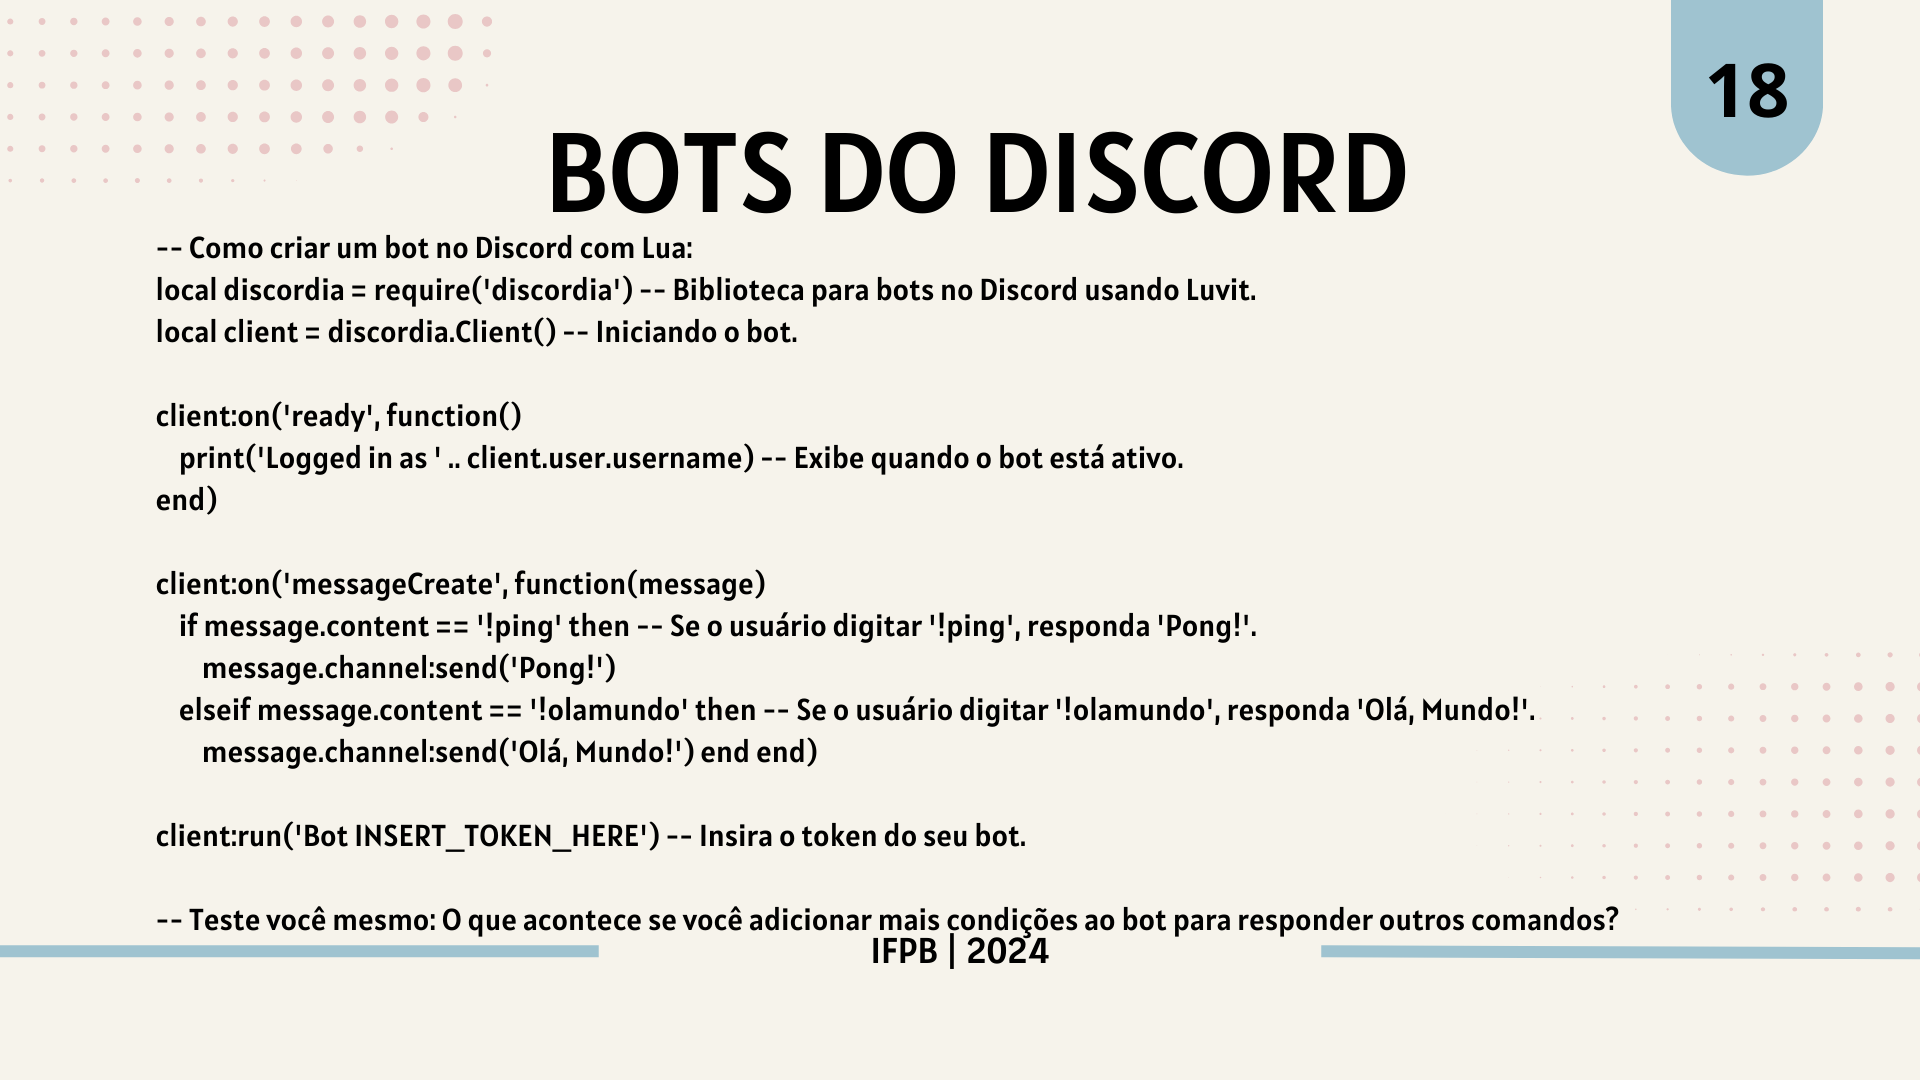 18
BOTS DO DISCORD
-- Como criar um bot no Discord com Lua:
local discordia = require('discordia') -- Biblioteca para bots no Discord usando Luvit.
local client = discordia.Client() -- Iniciando o bot.
client:on('ready', function()
print('Logged in as ' .. client.user.username) -- Exibe quando o bot está ativo.
end)
client:on('messageCreate', function(message)
if message.content == '!ping' then -- Se o usuário digitar '!ping', responda 'Pong!'.
message.channel:send('Pong!')
elseif message.content == '!olamundo' then -- Se o usuário digitar '!olamundo', responda 'Olá, Mundo!'.
message.channel:send('Olá, Mundo!') end end)
client:run('Bot INSERT_TOKEN_HERE') -- Insira o token do seu bot.
-- Teste você mesmo: O que acontece se você adicionar mais condições ao bot para responder outros comandos?
IFPB | 2024